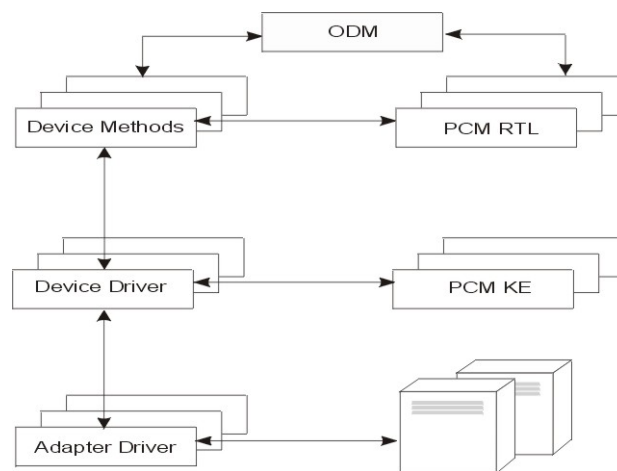 ODM
Device Methods
PCM RTL
Device Driver
PCM KE
Adapter Driver